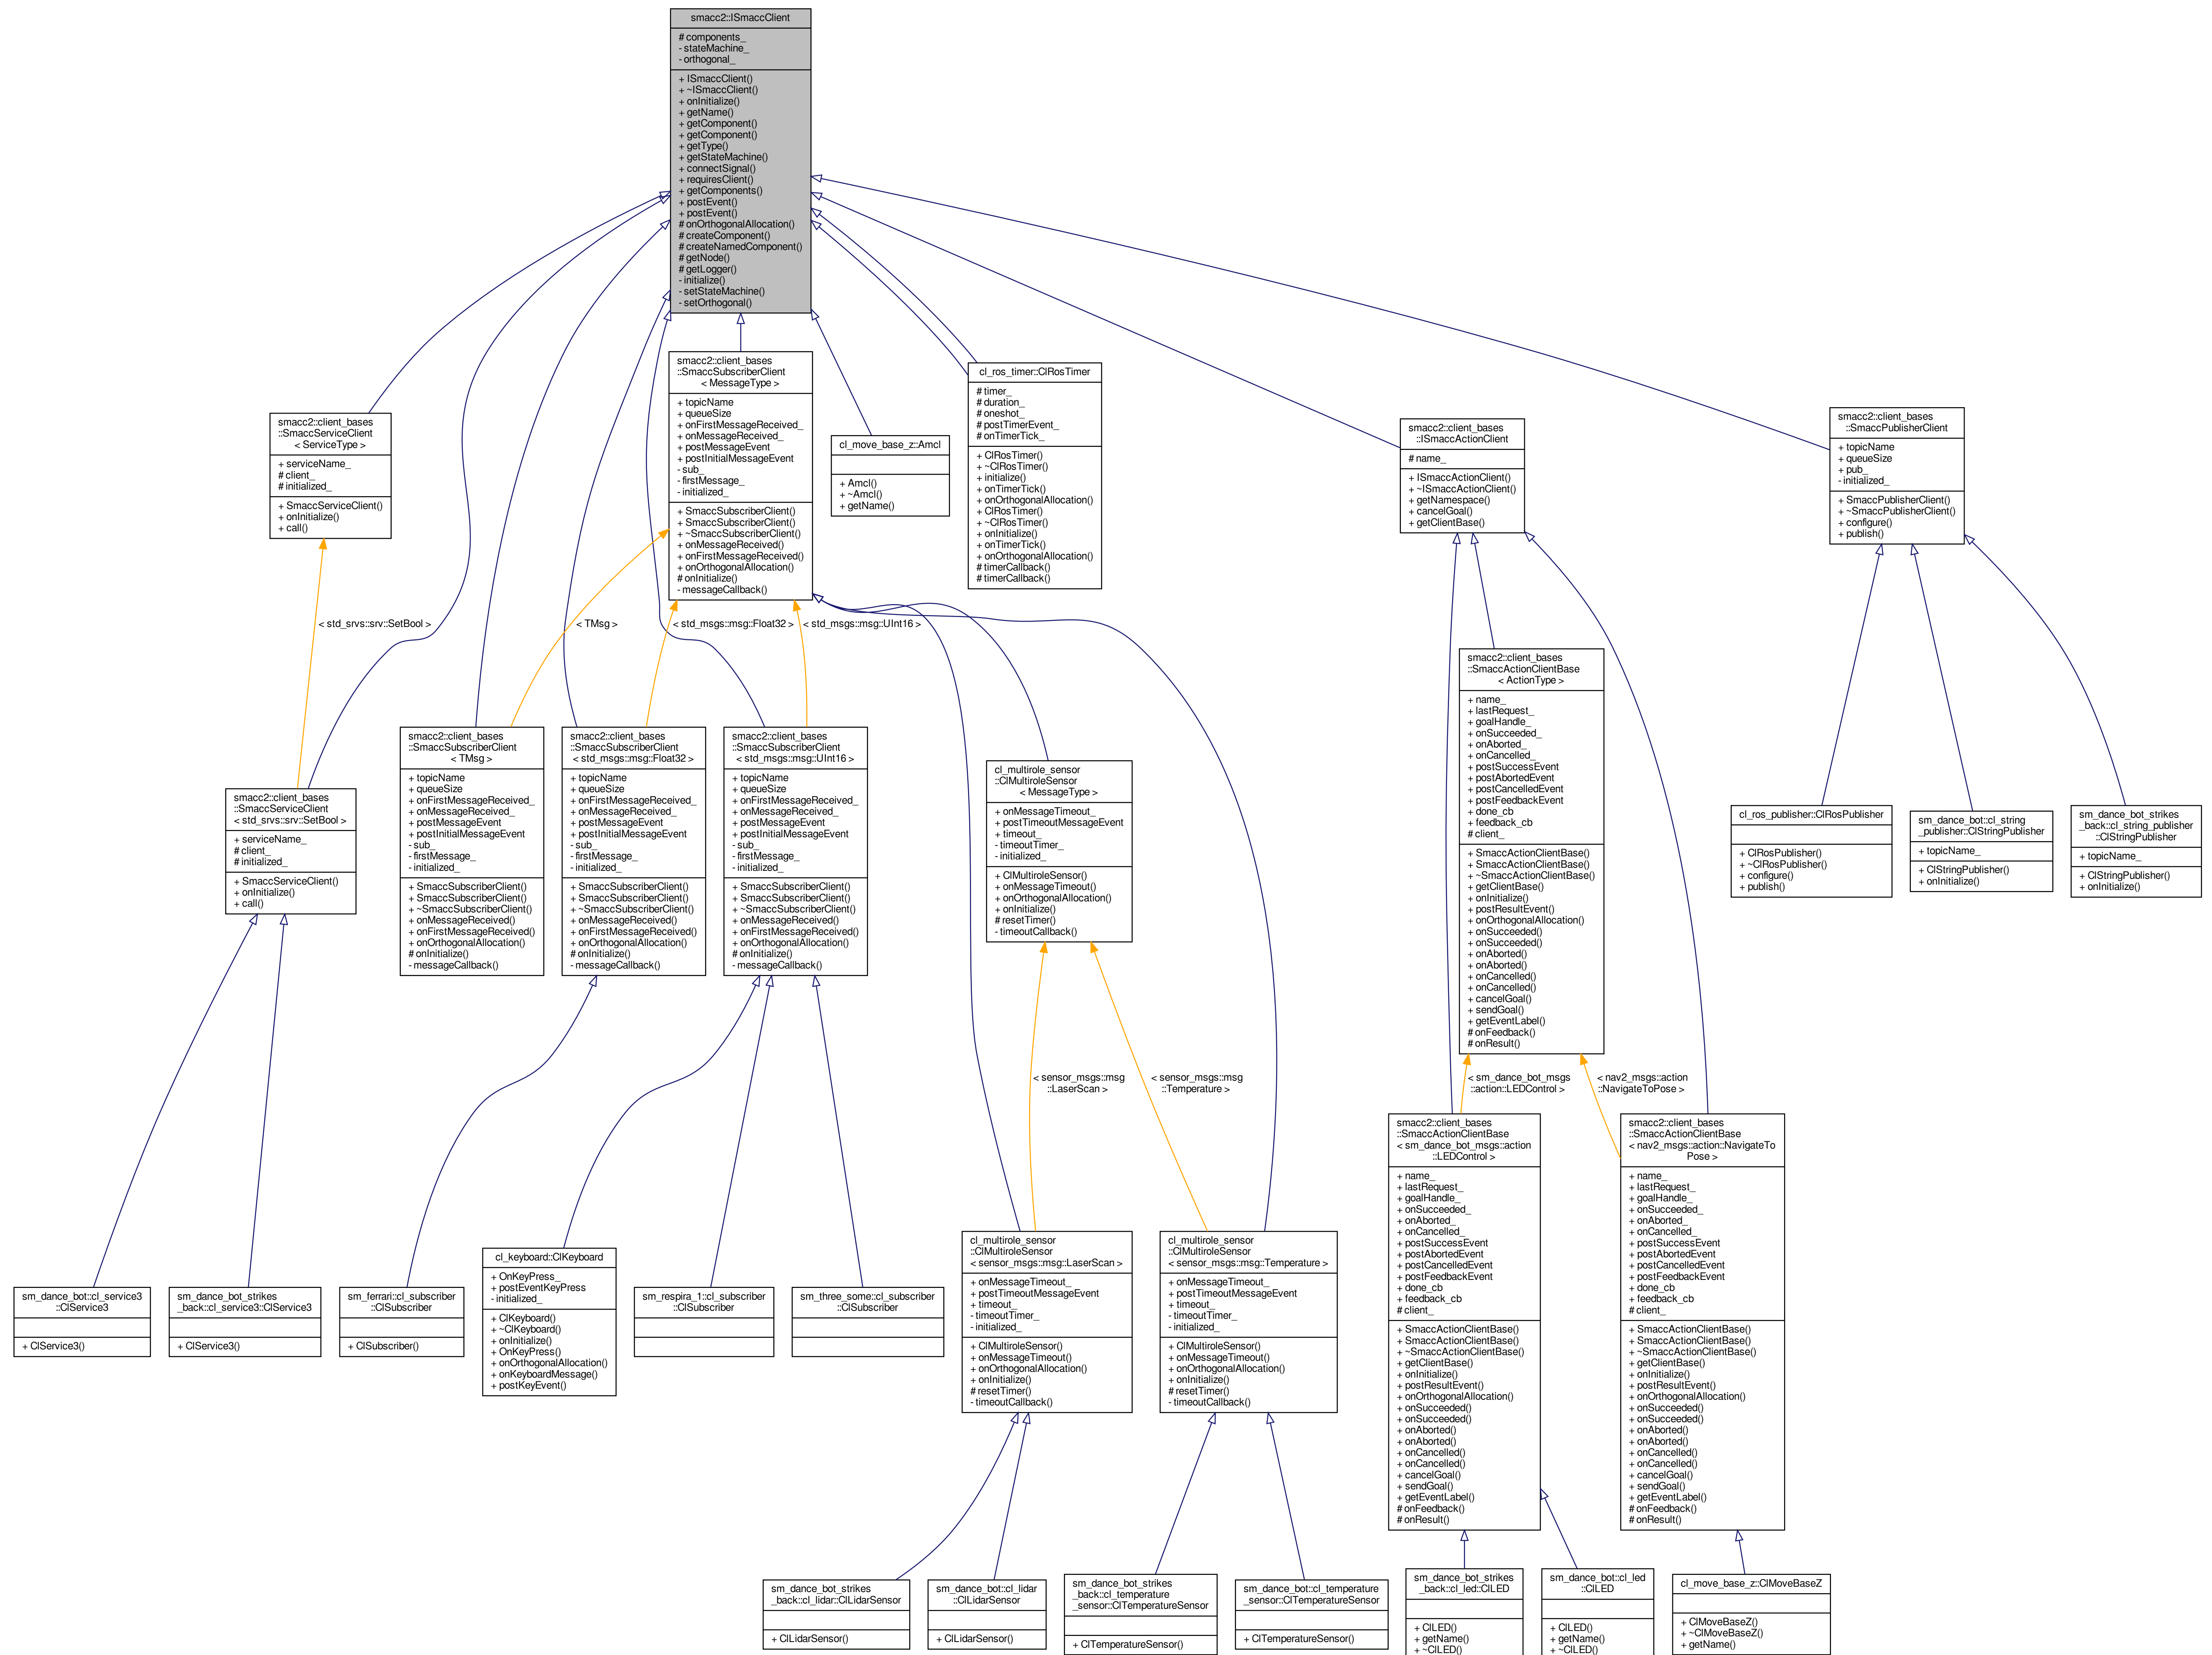 smacc2::ISmaccClient
# components_
- stateMachine_
- orthogonal_
+ ISmaccClient()
+ ~ISmaccClient()
+ onInitialize()
+ getName()
+ getComponent()
+ getComponent()
+ getType()
+ getStateMachine()
+ connectSignal()
+ requiresClient()
+ getComponents()
+ postEvent()
+ postEvent()
# onOrthogonalAllocation()
# createComponent()
# createNamedComponent()
# getNode()
# getLogger()
- initialize()
- setStateMachine()
- setOrthogonal()
smacc2::client_bases
::SmaccServiceClient
< ServiceType >
+ serviceName_
# client_
# initialized_
+ SmaccServiceClient()
+ onInitialize()
+ call()
smacc2::client_bases
::SmaccSubscriberClient
< MessageType >
+ topicName
+ queueSize
+ onFirstMessageReceived_
+ onMessageReceived_
+ postMessageEvent
+ postInitialMessageEvent
- sub_
- firstMessage_
- initialized_
+ SmaccSubscriberClient()
+ SmaccSubscriberClient()
+ ~SmaccSubscriberClient()
+ onMessageReceived()
+ onFirstMessageReceived()
+ onOrthogonalAllocation()
# onInitialize()
- messageCallback()
cl_move_base_z::Amcl
+ Amcl()
+ ~Amcl()
+ getName()
cl_ros_timer::ClRosTimer
# timer_
# duration_
# oneshot_
# postTimerEvent_
# onTimerTick_
+ ClRosTimer()
+ ~ClRosTimer()
+ initialize()
+ onTimerTick()
+ onOrthogonalAllocation()
+ ClRosTimer()
+ ~ClRosTimer()
+ onInitialize()
+ onTimerTick()
+ onOrthogonalAllocation()
# timerCallback()
# timerCallback()
smacc2::client_bases
::ISmaccActionClient
# name_
+ ISmaccActionClient()
+ ~ISmaccActionClient()
+ getNamespace()
+ cancelGoal()
+ getClientBase()
smacc2::client_bases
::SmaccPublisherClient
+ topicName
+ queueSize
+ pub_
- initialized_
+ SmaccPublisherClient()
+ ~SmaccPublisherClient()
+ configure()
+ publish()
< std_srvs::srv::SetBool >
< TMsg >
< std_msgs::msg::Float32 >
< std_msgs::msg::UInt16 >
smacc2::client_bases
::SmaccServiceClient
< std_srvs::srv::SetBool >
+ serviceName_
# client_
# initialized_
+ SmaccServiceClient()
+ onInitialize()
+ call()
smacc2::client_bases
::SmaccSubscriberClient
< TMsg >
+ topicName
+ queueSize
+ onFirstMessageReceived_
+ onMessageReceived_
+ postMessageEvent
+ postInitialMessageEvent
- sub_
- firstMessage_
- initialized_
+ SmaccSubscriberClient()
+ SmaccSubscriberClient()
+ ~SmaccSubscriberClient()
+ onMessageReceived()
+ onFirstMessageReceived()
+ onOrthogonalAllocation()
# onInitialize()
- messageCallback()
smacc2::client_bases
::SmaccSubscriberClient
< std_msgs::msg::Float32 >
+ topicName
+ queueSize
+ onFirstMessageReceived_
+ onMessageReceived_
+ postMessageEvent
+ postInitialMessageEvent
- sub_
- firstMessage_
- initialized_
+ SmaccSubscriberClient()
+ SmaccSubscriberClient()
+ ~SmaccSubscriberClient()
+ onMessageReceived()
+ onFirstMessageReceived()
+ onOrthogonalAllocation()
# onInitialize()
- messageCallback()
smacc2::client_bases
::SmaccSubscriberClient
< std_msgs::msg::UInt16 >
+ topicName
+ queueSize
+ onFirstMessageReceived_
+ onMessageReceived_
+ postMessageEvent
+ postInitialMessageEvent
- sub_
- firstMessage_
- initialized_
+ SmaccSubscriberClient()
+ SmaccSubscriberClient()
+ ~SmaccSubscriberClient()
+ onMessageReceived()
+ onFirstMessageReceived()
+ onOrthogonalAllocation()
# onInitialize()
- messageCallback()
cl_multirole_sensor
::ClMultiroleSensor
< MessageType >
+ onMessageTimeout_
+ postTimeoutMessageEvent
+ timeout_
- timeoutTimer_
- initialized_
+ ClMultiroleSensor()
+ onMessageTimeout()
+ onOrthogonalAllocation()
+ onInitialize()
# resetTimer()
- timeoutCallback()
smacc2::client_bases
::SmaccActionClientBase
< ActionType >
+ name_
+ lastRequest_
+ goalHandle_
+ onSucceeded_
+ onAborted_
+ onCancelled_
+ postSuccessEvent
+ postAbortedEvent
+ postCancelledEvent
+ postFeedbackEvent
+ done_cb
+ feedback_cb
# client_
+ SmaccActionClientBase()
+ SmaccActionClientBase()
+ ~SmaccActionClientBase()
+ getClientBase()
+ onInitialize()
+ postResultEvent()
+ onOrthogonalAllocation()
+ onSucceeded()
+ onSucceeded()
+ onAborted()
+ onAborted()
+ onCancelled()
+ onCancelled()
+ cancelGoal()
+ sendGoal()
+ getEventLabel()
# onFeedback()
# onResult()
cl_ros_publisher::ClRosPublisher
+ ClRosPublisher()
+ ~ClRosPublisher()
+ configure()
+ publish()
sm_dance_bot::cl_string
_publisher::ClStringPublisher
+ topicName_
+ ClStringPublisher()
+ onInitialize()
sm_dance_bot_strikes
_back::cl_string_publisher
::ClStringPublisher
+ topicName_
+ ClStringPublisher()
+ onInitialize()
< sensor_msgs::msg
::LaserScan >
< sensor_msgs::msg
::Temperature >
< sm_dance_bot_msgs
::action::LEDControl >
< nav2_msgs::action
::NavigateToPose >
sm_dance_bot::cl_service3
::ClService3
+ ClService3()
sm_dance_bot_strikes
_back::cl_service3::ClService3
+ ClService3()
sm_ferrari::cl_subscriber
::ClSubscriber
+ ClSubscriber()
cl_keyboard::ClKeyboard
+ OnKeyPress_
+ postEventKeyPress
- initialized_
+ ClKeyboard()
+ ~ClKeyboard()
+ onInitialize()
+ OnKeyPress()
+ onOrthogonalAllocation()
+ onKeyboardMessage()
+ postKeyEvent()
sm_respira_1::cl_subscriber
::ClSubscriber
sm_three_some::cl_subscriber
::ClSubscriber
cl_multirole_sensor
::ClMultiroleSensor
< sensor_msgs::msg::LaserScan >
+ onMessageTimeout_
+ postTimeoutMessageEvent
+ timeout_
- timeoutTimer_
- initialized_
+ ClMultiroleSensor()
+ onMessageTimeout()
+ onOrthogonalAllocation()
+ onInitialize()
# resetTimer()
- timeoutCallback()
cl_multirole_sensor
::ClMultiroleSensor
< sensor_msgs::msg::Temperature >
+ onMessageTimeout_
+ postTimeoutMessageEvent
+ timeout_
- timeoutTimer_
- initialized_
+ ClMultiroleSensor()
+ onMessageTimeout()
+ onOrthogonalAllocation()
+ onInitialize()
# resetTimer()
- timeoutCallback()
smacc2::client_bases
::SmaccActionClientBase
< sm_dance_bot_msgs::action
::LEDControl >
+ name_
+ lastRequest_
+ goalHandle_
+ onSucceeded_
+ onAborted_
+ onCancelled_
+ postSuccessEvent
+ postAbortedEvent
+ postCancelledEvent
+ postFeedbackEvent
+ done_cb
+ feedback_cb
# client_
+ SmaccActionClientBase()
+ SmaccActionClientBase()
+ ~SmaccActionClientBase()
+ getClientBase()
+ onInitialize()
+ postResultEvent()
+ onOrthogonalAllocation()
+ onSucceeded()
+ onSucceeded()
+ onAborted()
+ onAborted()
+ onCancelled()
+ onCancelled()
+ cancelGoal()
+ sendGoal()
+ getEventLabel()
# onFeedback()
# onResult()
smacc2::client_bases
::SmaccActionClientBase
< nav2_msgs::action::NavigateTo
Pose >
+ name_
+ lastRequest_
+ goalHandle_
+ onSucceeded_
+ onAborted_
+ onCancelled_
+ postSuccessEvent
+ postAbortedEvent
+ postCancelledEvent
+ postFeedbackEvent
+ done_cb
+ feedback_cb
# client_
+ SmaccActionClientBase()
+ SmaccActionClientBase()
+ ~SmaccActionClientBase()
+ getClientBase()
+ onInitialize()
+ postResultEvent()
+ onOrthogonalAllocation()
+ onSucceeded()
+ onSucceeded()
+ onAborted()
+ onAborted()
+ onCancelled()
+ onCancelled()
+ cancelGoal()
+ sendGoal()
+ getEventLabel()
# onFeedback()
# onResult()
sm_dance_bot_strikes
_back::cl_lidar::ClLidarSensor
+ ClLidarSensor()
sm_dance_bot::cl_lidar
::ClLidarSensor
+ ClLidarSensor()
sm_dance_bot_strikes
_back::cl_temperature
_sensor::ClTemperatureSensor
+ ClTemperatureSensor()
sm_dance_bot::cl_temperature
_sensor::ClTemperatureSensor
+ ClTemperatureSensor()
sm_dance_bot_strikes
_back::cl_led::ClLED
+ ClLED()
+ getName()
+ ~ClLED()
sm_dance_bot::cl_led
::ClLED
+ ClLED()
+ getName()
+ ~ClLED()
cl_move_base_z::ClMoveBaseZ
+ ClMoveBaseZ()
+ ~ClMoveBaseZ()
+ getName()